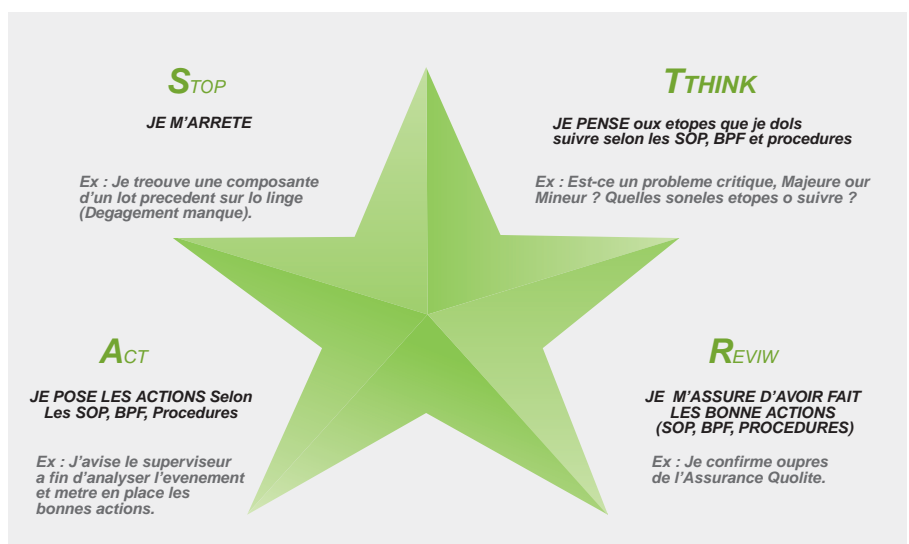 STOP
JE M'ARRETE
Ex : Je treouve une composante
d'un lot precedent sur lo linge
(Degagement manque).
TTHINK
JE PENSE oux etopes que je dols
suivre selon les SOP, BPF et procedures
Ex : Est-ce un probleme critique, Majeure our
Mineur ? Quelles soneles etopes o suivre ?
ACT
JE POSE LES ACTIONS Selon
Les SOP, BPF, Procedures
Ex : J'avise le superviseur
a fin d'analyser l'evenement
et metre en place les
bonnes actions.
REVIW
JE M'ASSURE D'AVOIR FAIT
LES BONNE ACTIONS
(SOP, BPF, PROCEDURES)
Ex : Je confirme oupres
de l'Assurance Quolite.